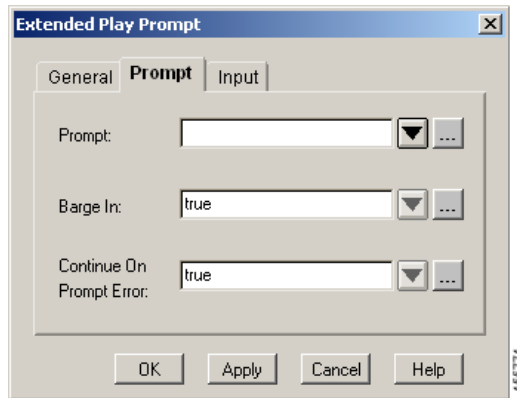 Extended Play Prompt
General Prompt Input
Prompt:
...
Barge In: true
...
Continue On
Prompt Error: true
...
OK Apply Cancel Help